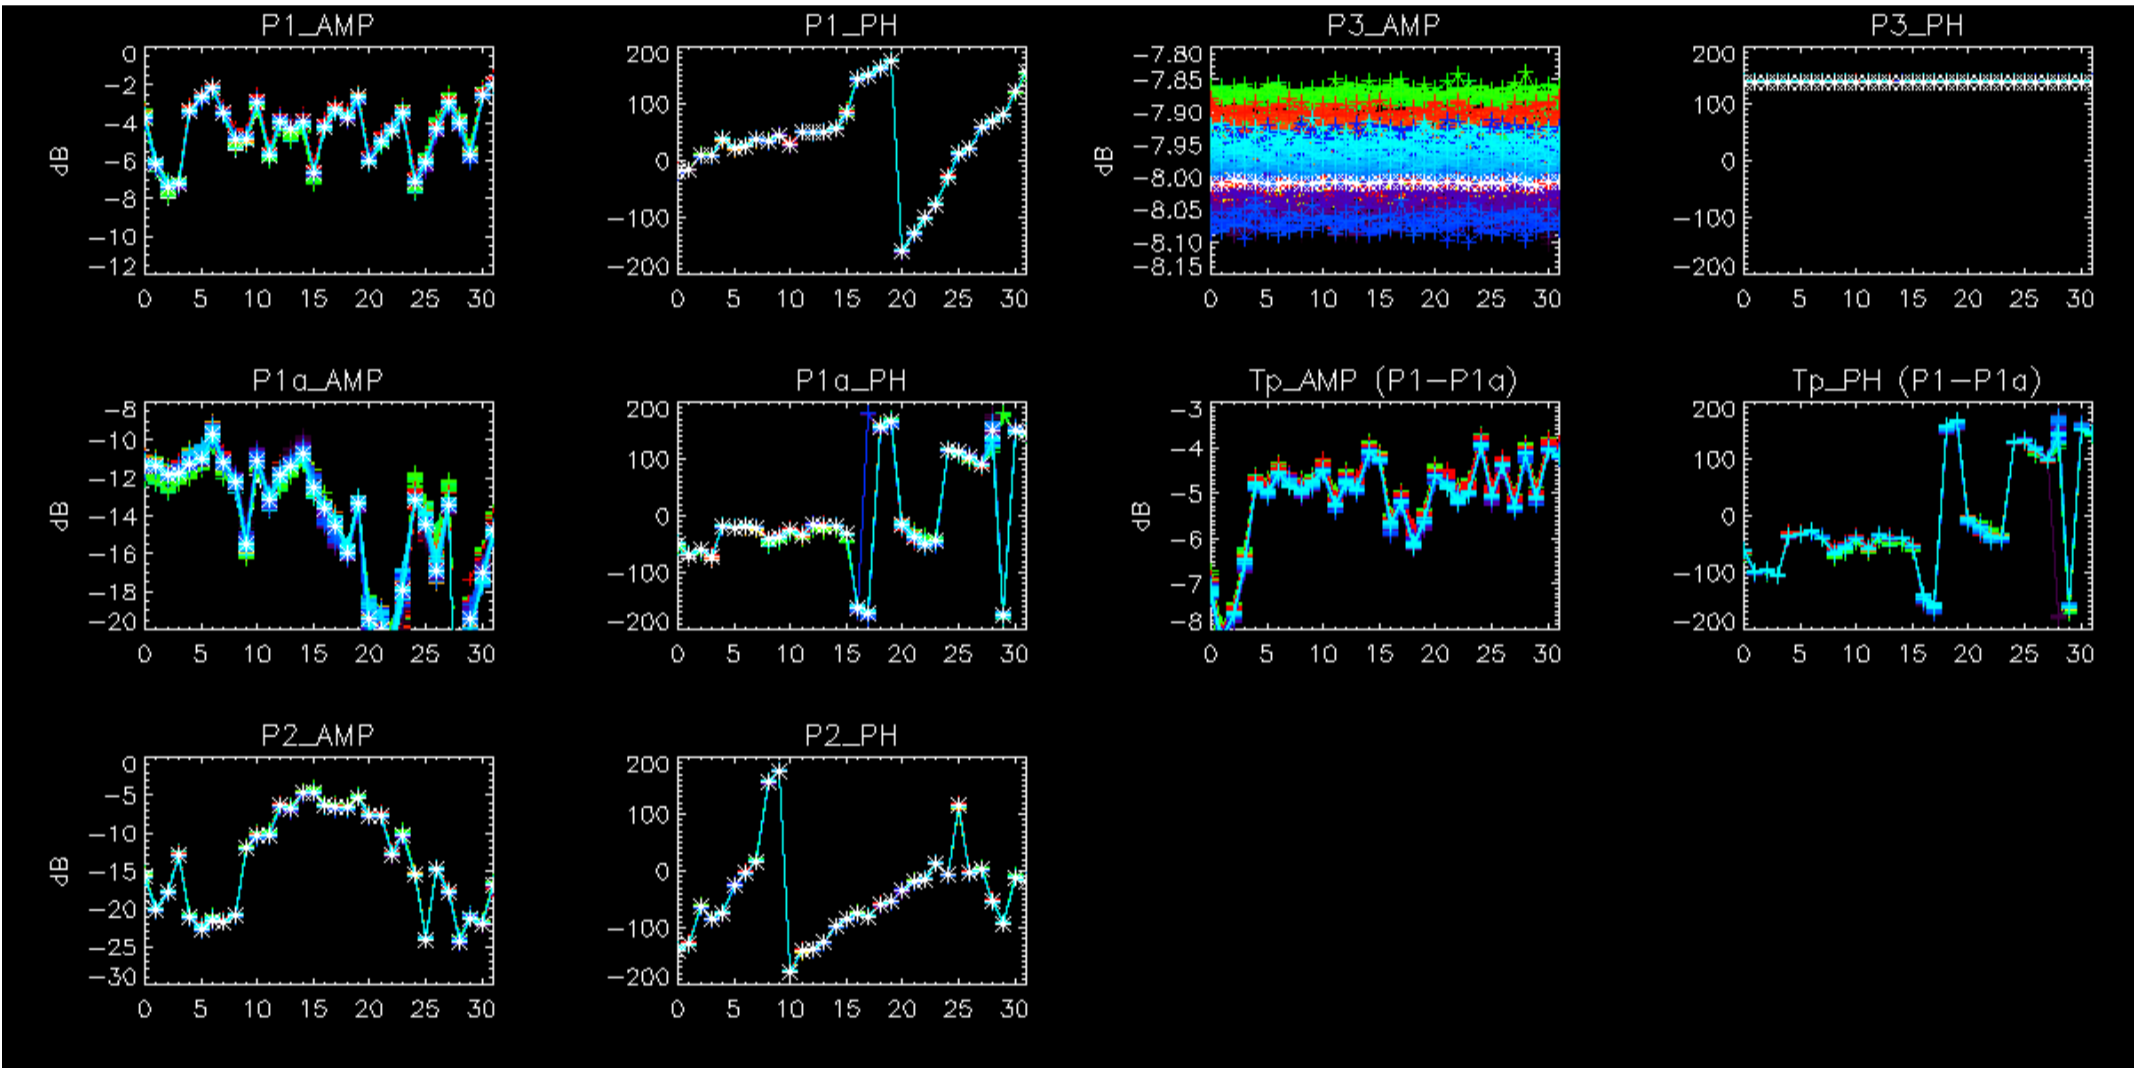 P1_AMP
P1_PH
P3_AMP
P3_PH
0
−2
−4
−6
−8
−10
−12
dB
0 5 10 15 20 25 30
200
100
0
−100
−200
0 5 10 15 20 25 30
−7.80
−7.85
−7.90
−7.95
−8.00
−8.05
−8.10
−8.15
dB
0 5 10 15 20 25 30
200
100
0
−100
−200
0 5 10 15 20 25 30
P1a_AMP
P1a_PH
Tp_AMP (P1−P1a)
Tp_PH (P1−P1a)
−8
−10
−12
−14
−16
−18
−20
dB
0 5 10 15 20 25 30
200
100
0
−100
−200
0 5 10 15 20 25 30
−3
−4
−5
−6
−7
−8
dB
0 5 10 15 20 25 30
200
100
0
−100
−200
0 5 10 15 20 25 30
P2_AMP
P2_PH
0
−5
−10
−15
−20
−25
−30
dB
0 5 10 15 20 25 30
200
100
0
−100
−200
0 5 10 15 20 25 30